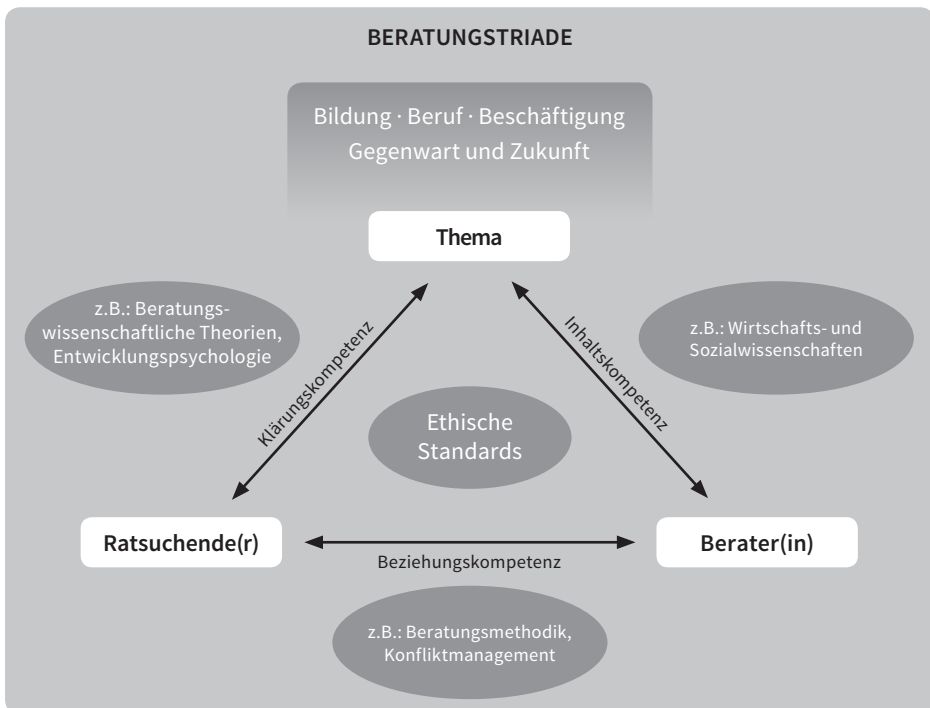 BERATUNGSTRIADE
Bildung · Beruf · Beschäftigung
Gegenwart und Zukunft
Thema
z.B.: Beratungs-
wissenschaftliche Theorien,
Entwicklungspsychologie
Klärungskompetenz
Inhaltskompetenz
z.B.: Wirtschafts- und
Sozialwissenschaften
Ethische
Standards
Ratsuchende(r)
Beziehungskompetenz
Berater(in)
z.B.: Beratungsmethodik,
Konfliktmanagement